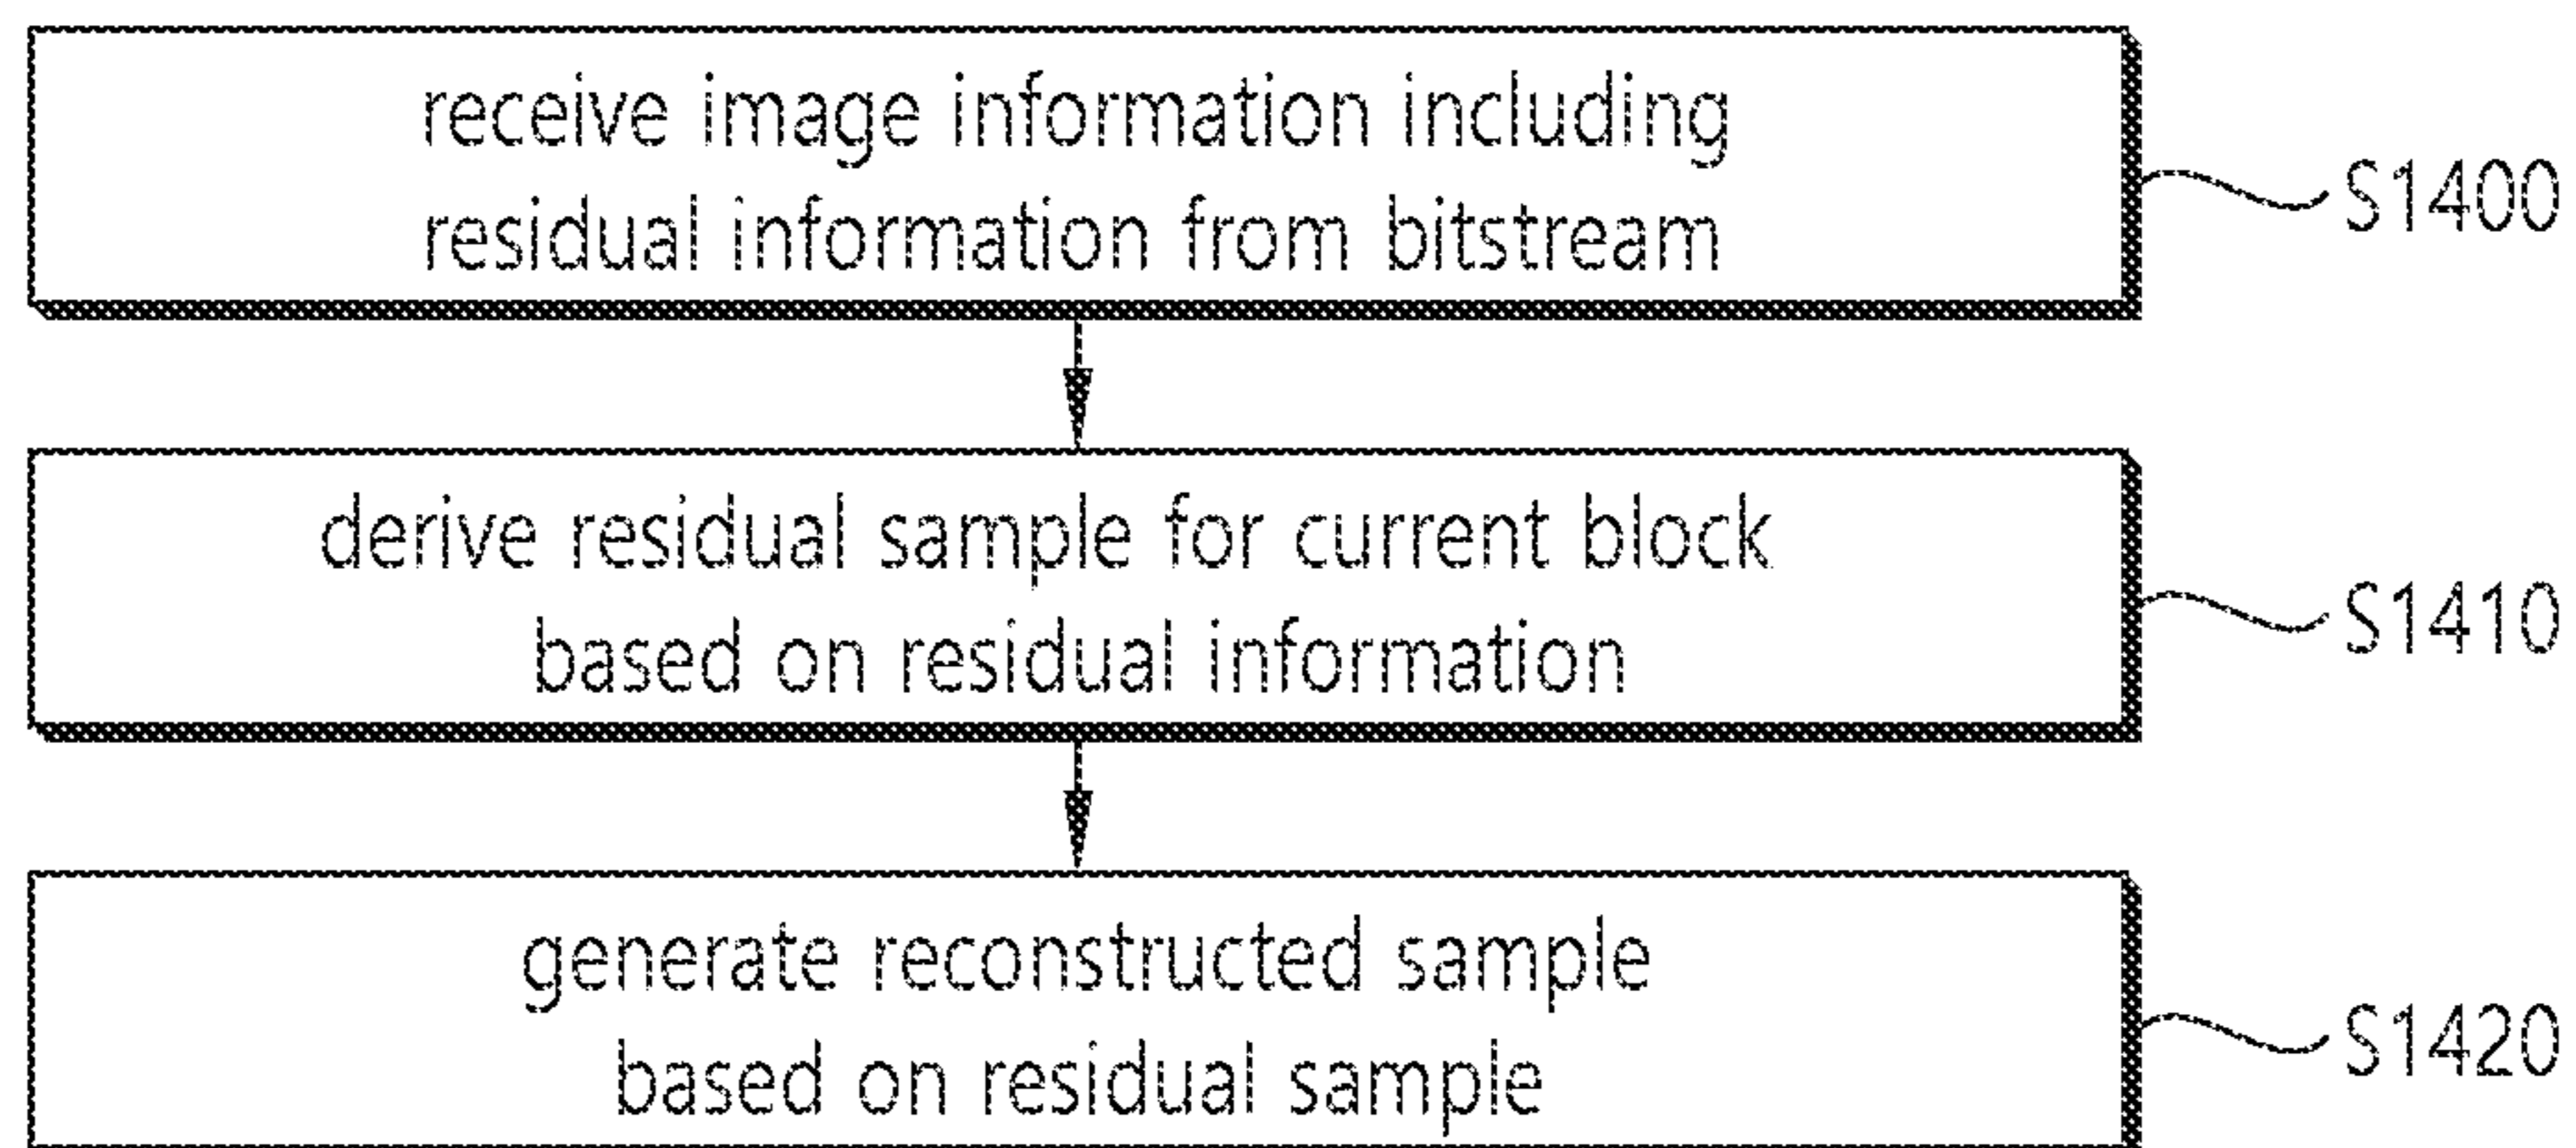 receive image information including
residual information from bitstream
S1400
derive residual sample for current block
based on residual information
S1410
generate reconstructed sample
based on residual sample
S1420